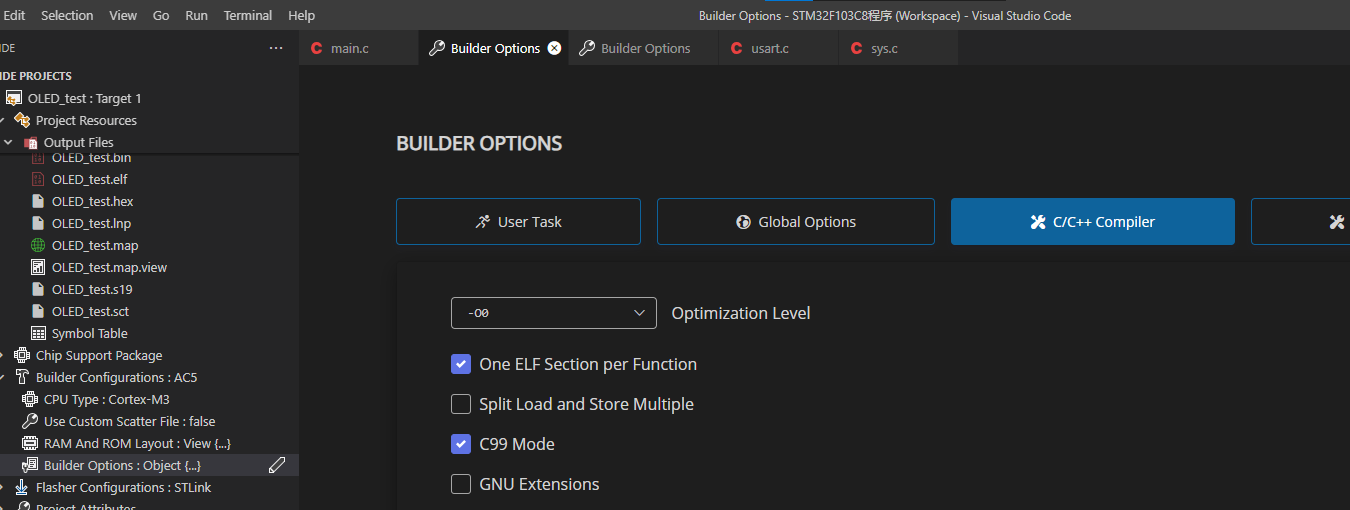 Edit Selection View Go Run Terminal Help Builder Options - STM32F103C8程序 (Workspace) - Visual Studio Code
IDE
main.c Builder Options Builder Options usart.c sys.c
IDE PROJECTS
OLED_test : Target 1
Project Resources
Output Files
OLED_test.bin
OLED_test.elf
OLED_test.hex
OLED_test.lnp
OLED_test.map
OLED_test.map.view
OLED_test.s19
OLED_test.sct
Symbol Table
Chip Support Package
Builder Configurations : AC5
CPU Type : Cortex-M3
Use Custom Scatter File : false
RAM And ROM Layout : View {...}
Builder Options : Object {...}
Flasher Configurations : STLink
Project Attributes
BUILDER OPTIONS
User Task Global Options C/C++ Compiler
-O0 Optimization Level
One ELF Section per Function
Split Load and Store Multiple
C99 Mode
GNU Extensions